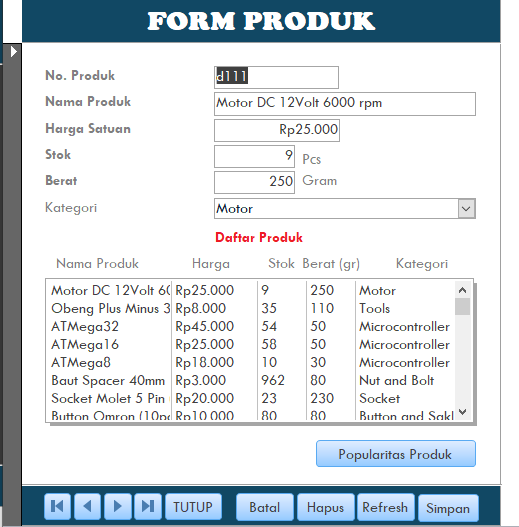 FORM PRODUK
No. Produk d111
Nama Produk Motor DC 12Volt 6000 rpm
Harga Satuan Rp25.000
Stok 9 Pcs
Berat 250 Gram
Kategori Motor
Daftar Produk
Nama Produk Harga Stok Berat (gr) Kategori
Motor DC 12Volt 60 Rp25.000 9 250 Motor
Obeng Plus Minus 3 Rp8.000 35 110 Tools
ATMega32 Rp45.000 54 50 Microcontroller
ATMega16 Rp25.000 58 50 Microcontroller
ATMega8 Rp18.000 10 30 Microcontroller
Baut Spacer 40mm Rp3.000 962 80 Nut and Bolt
Socket Molet 5 Pin Rp20.000 23 230 Socket
Button Omron (10pc Rp10.000 80 80 Button and Sakl
Popularitas Produk
TUTUP Batal Hapus Refresh Simpan